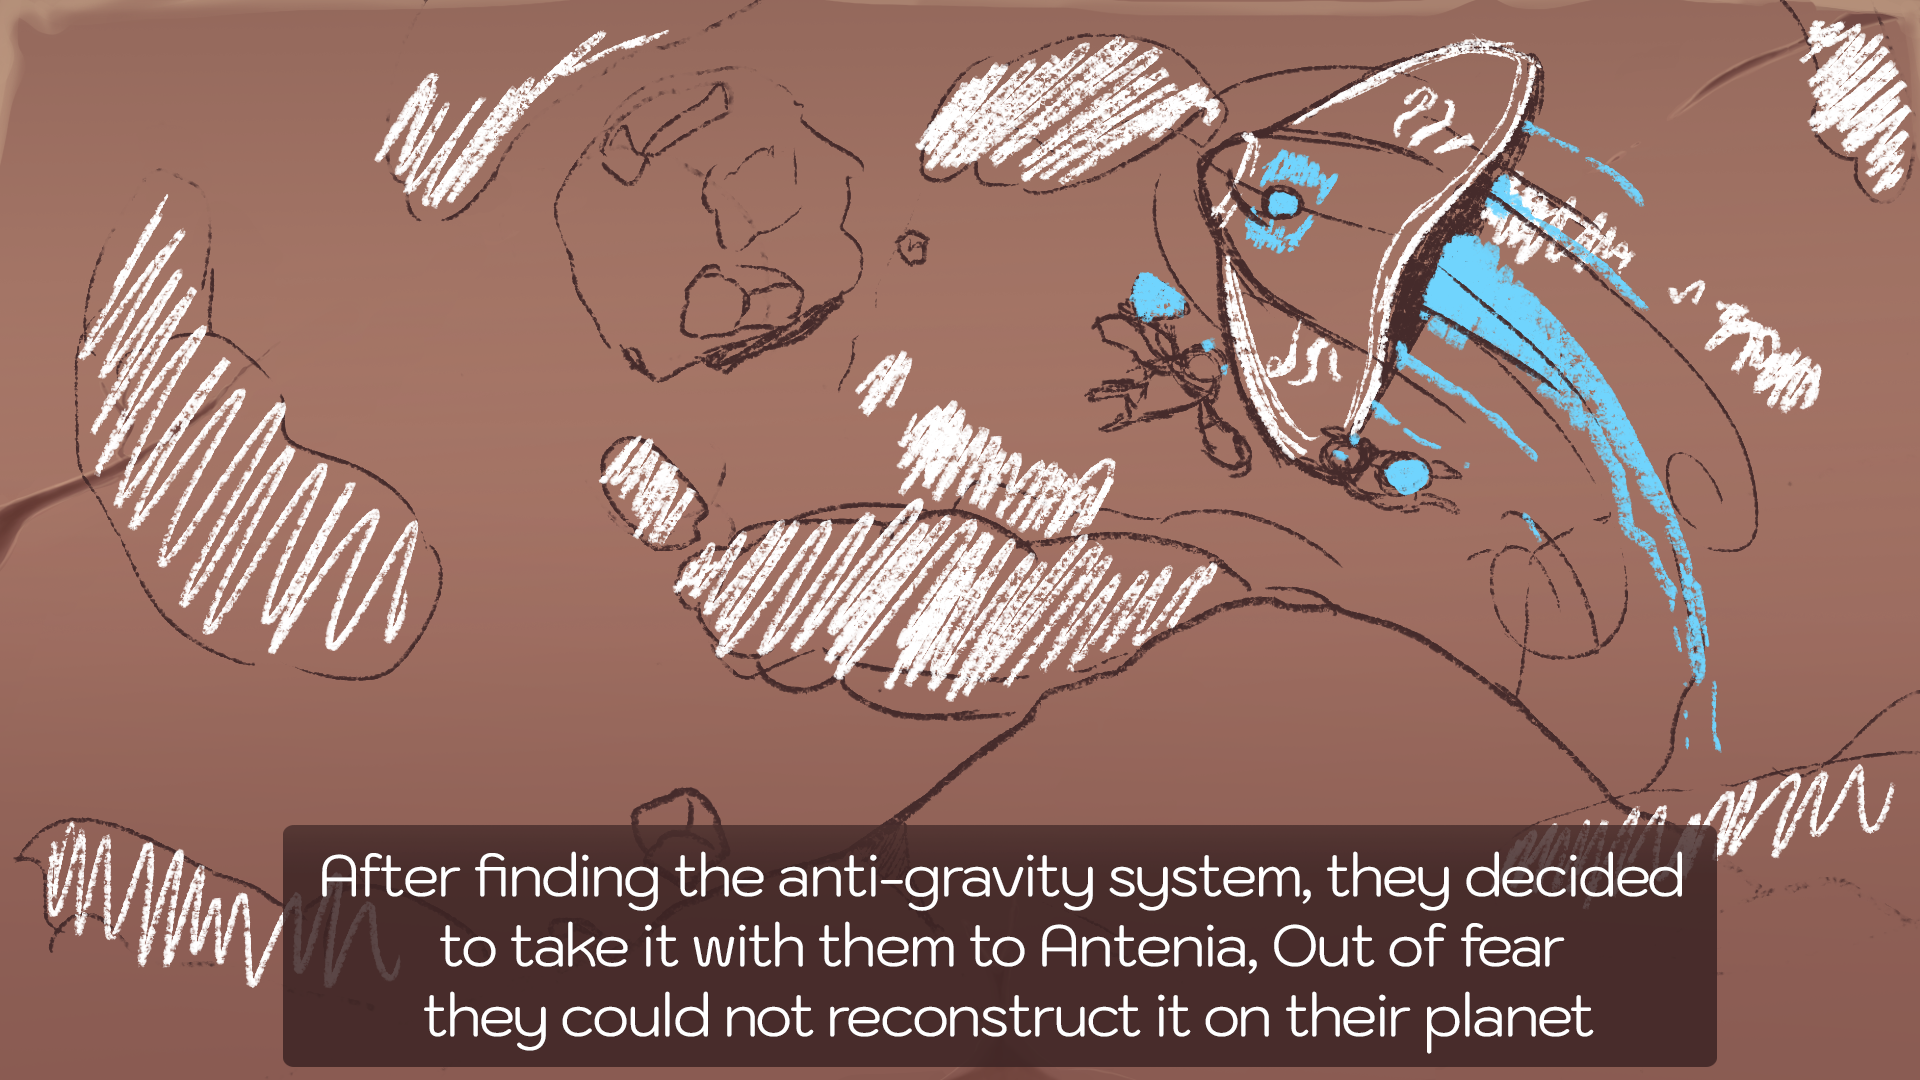 After finding the anti-gravity system, they decided
to take it with them to Antenia, Out of fear
they could not reconstruct it on their planet